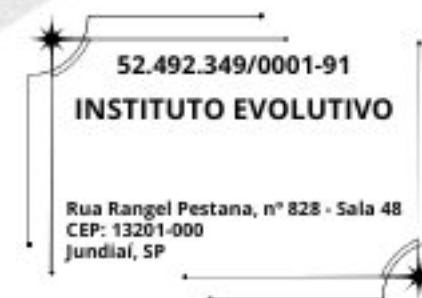 52.492.349/0001-91
INSTITUTO EVOLUTIVO
Rua Rangel Pestana, nº 828 - Sala 48
CEP: 13201-000
Jundiaí, SP